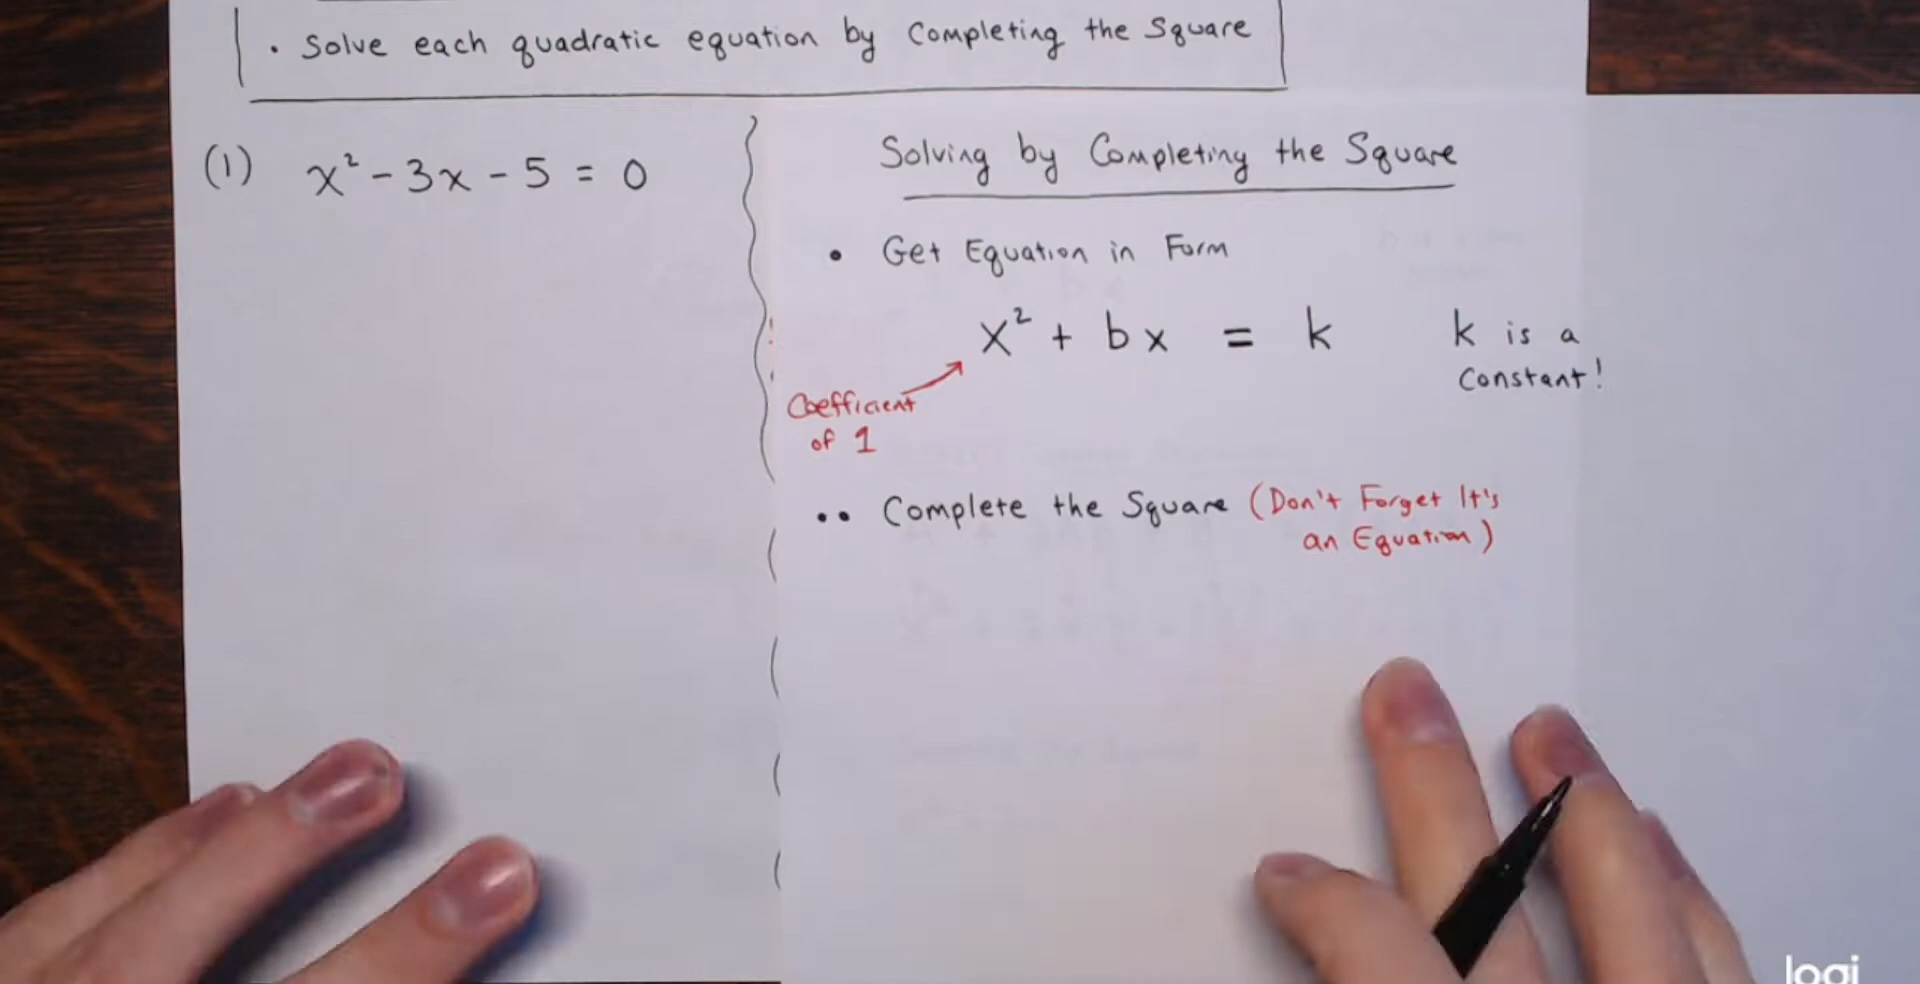 · Solve each quadratic equation by Completing the Square
(1) x² - 3x - 5 = 0
Solving by Completing the Square
• Get Equation in Form
x² + bx = k
k is a
Constant!
Coefficient
of 1
•• Complete the Square (Don't Forget It's
an Equation)
logi